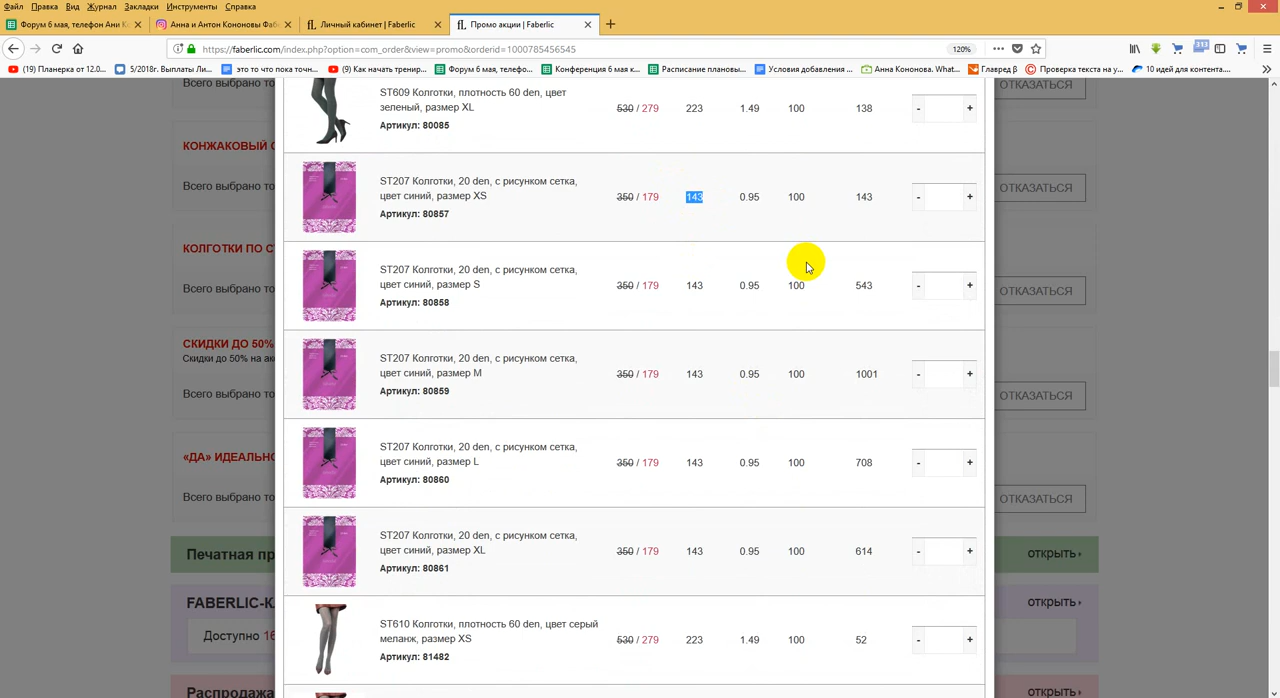 Файл Правка Вид Журнал Закладки Инструменты Справка
Форум 6 мая, телефон Ани К
Анна и Антон Кононовы Фаб
fl. Личный кабинет | Faberlic
fl. Промо акции | Faberlic
https://faberlic.com/index.php?option=com_order&view=promo&orderid=1000785456545
120%
333
(19) Планерка от 12.0...
5/2018г. Выплаты Ли...
это то что пока точн...
(9) Как начать тренир...
Форум 6 мая, телефо...
Конференция 6 мая к...
Расписание плановы...
Условия добавления ...
Анна Кононова. What...
Главред β
Проверка текста на у...
10 идей для контента....
Всего выбрано то
ОТКАЗАТЬСЯ
КОНЖАКОВЫЙ С
Всего выбрано то
ОТКАЗАТЬСЯ
КОЛГОТКИ ПО С
Всего выбрано то
ОТКАЗАТЬСЯ
СКИДКИ ДО 50%
Скидки до 50% на ак
Всего выбрано то
ОТКАЗАТЬСЯ
«ДА» ИДЕАЛЬНО
Всего выбрано то
ОТКАЗАТЬСЯ
Печатная пр
открыть
FABERLIC-К
открыть
Доступно 16
Распродажа
открыть
ST609 Колготки, плотность 60 den, цвет
зеленый, размер XL
Артикул: 80085
530 / 279 223 1.49 100 138 - +
ST207 Колготки, 20 den, с рисунком сетка,
цвет синий, размер XS
Артикул: 80857
350 / 179 143 0.95 100 143 - +
ST207 Колготки, 20 den, с рисунком сетка,
цвет синий, размер S
Артикул: 80858
350 / 179 143 0.95 100 543 - +
ST207 Колготки, 20 den, с рисунком сетка,
цвет синий, размер M
Артикул: 80859
350 / 179 143 0.95 100 1001 - +
ST207 Колготки, 20 den, с рисунком сетка,
цвет синий, размер L
Артикул: 80860
350 / 179 143 0.95 100 708 - +
ST207 Колготки, 20 den, с рисунком сетка,
цвет синий, размер XL
Артикул: 80861
350 / 179 143 0.95 100 614 - +
ST610 Колготки, плотность 60 den, цвет серый
меланж, размер XS
Артикул: 81482
530 / 279 223 1.49 100 52 - +